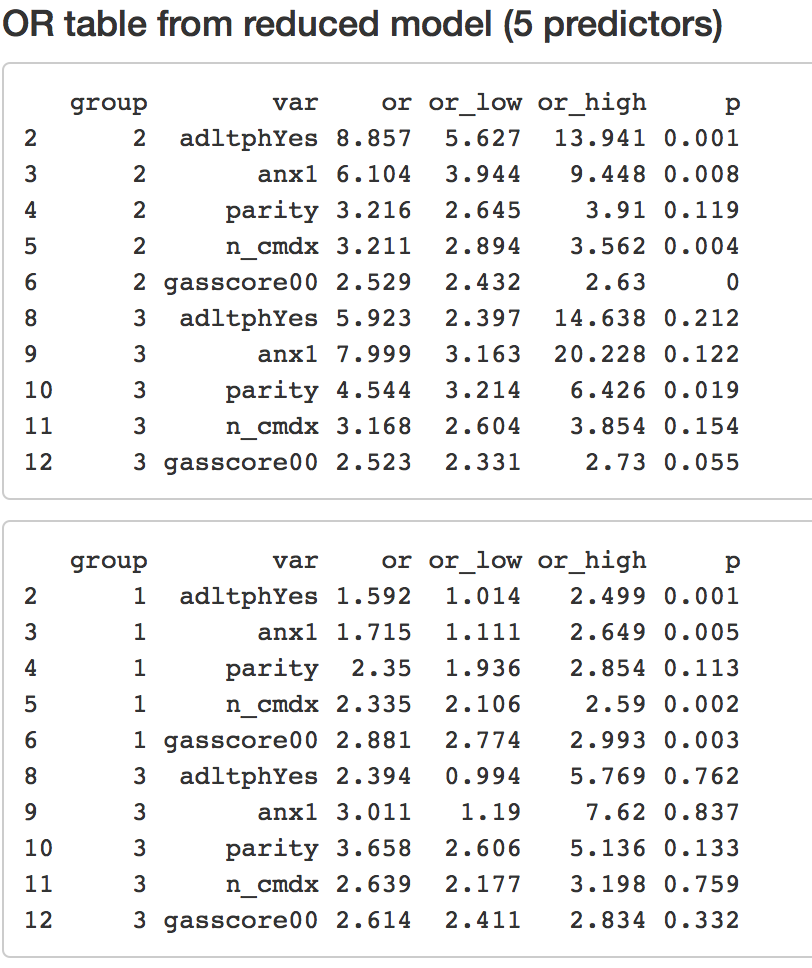 OR table from reduced model (5 predictors)
group var or or_low or_high p
2 2 adltphYes 8.857 5.627 13.941 0.001
3 2 anx1 6.104 3.944 9.448 0.008
4 2 parity 3.216 2.645 3.91 0.119
5 2 n_cmdx 3.211 2.894 3.562 0.004
6 2 gasscore00 2.529 2.432 2.63 0
8 3 adltphYes 5.923 2.397 14.638 0.212
9 3 anx1 7.999 3.163 20.228 0.122
10 3 parity 4.544 3.214 6.426 0.019
11 3 n_cmdx 3.168 2.604 3.854 0.154
12 3 gasscore00 2.523 2.331 2.73 0.055
group var or or_low or_high p
2 1 adltphYes 1.592 1.014 2.499 0.001
3 1 anx1 1.715 1.111 2.649 0.005
4 1 parity 2.35 1.936 2.854 0.113
5 1 n_cmdx 2.335 2.106 2.59 0.002
6 1 gasscore00 2.881 2.774 2.993 0.003
8 3 adltphYes 2.394 0.994 5.769 0.762
9 3 anx1 3.011 1.19 7.62 0.837
10 3 parity 3.658 2.606 5.136 0.133
11 3 n_cmdx 2.639 2.177 3.198 0.759
12 3 gasscore00 2.614 2.411 2.834 0.332